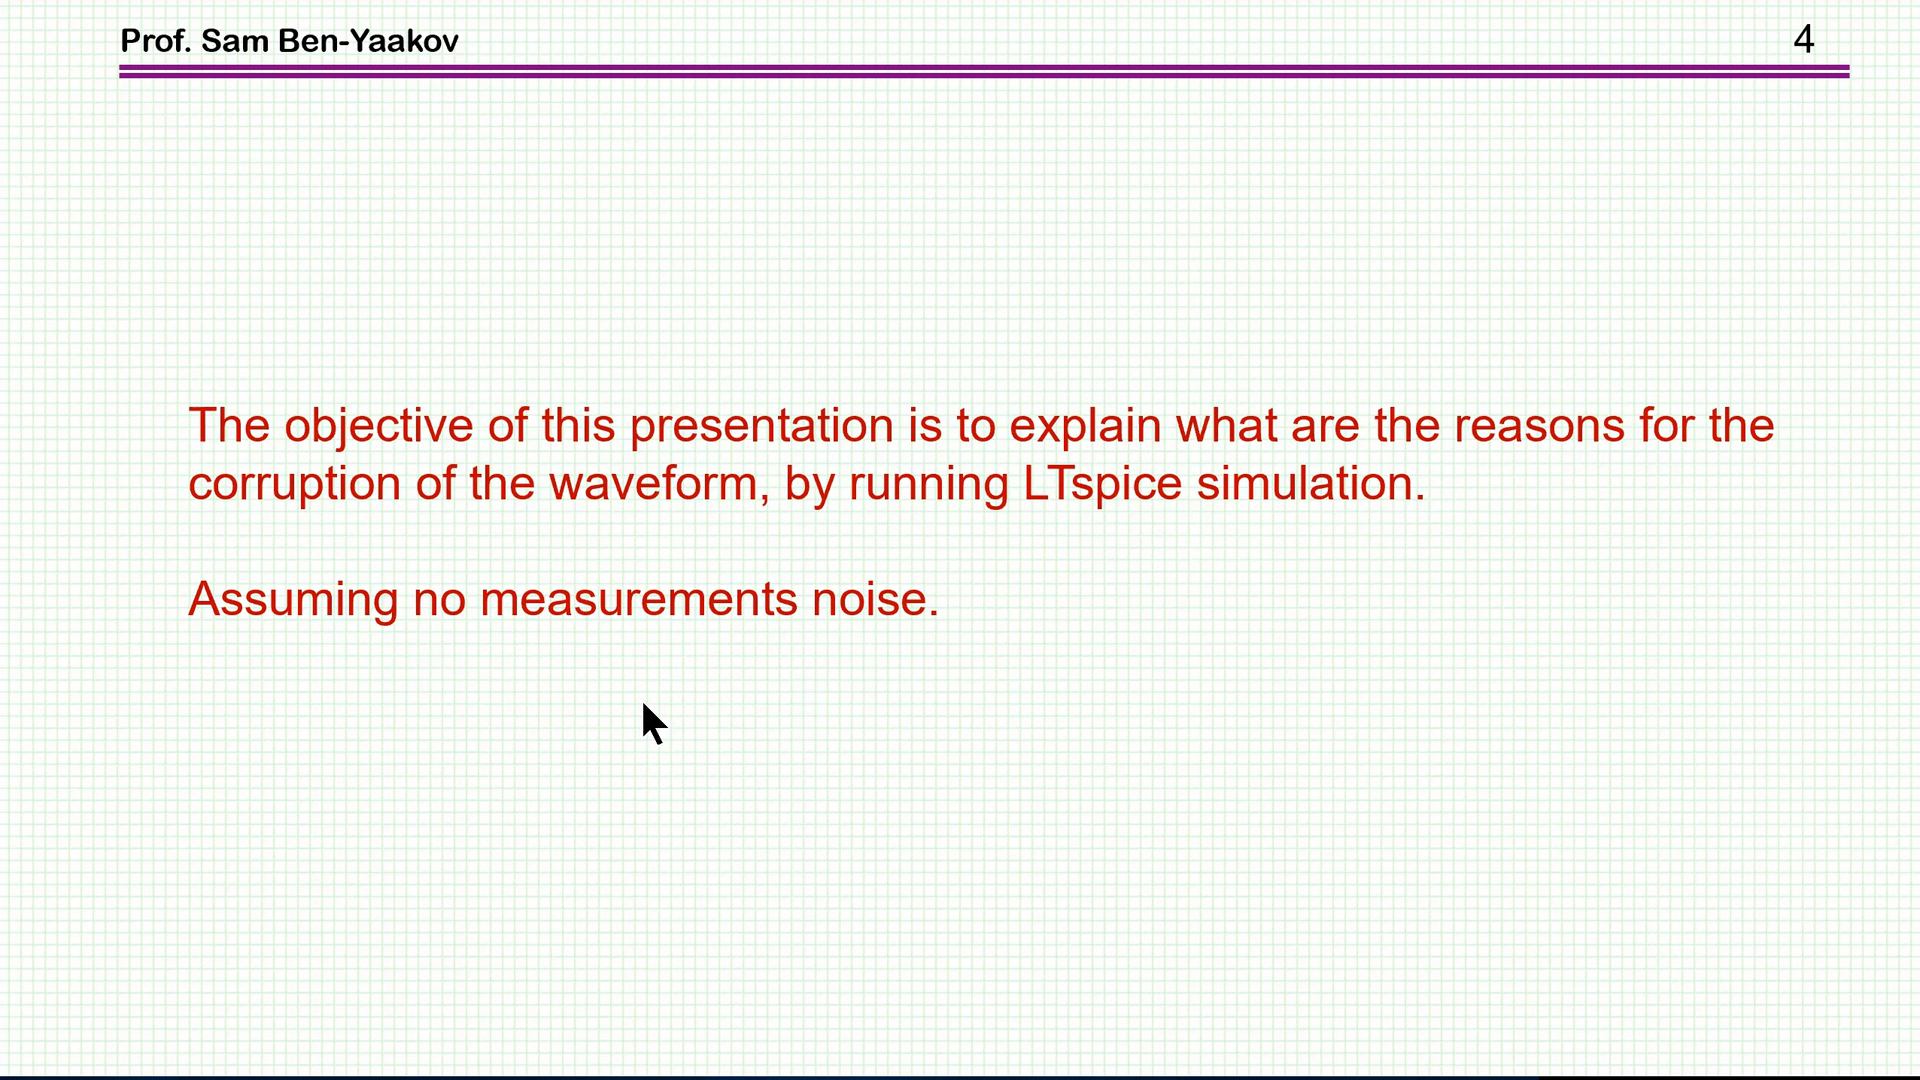 Prof. Sam Ben-Yaakov
4
The objective of this presentation is to explain what are the reasons for the
corruption of the waveform, by running LTspice simulation.
Assuming no measurements noise.